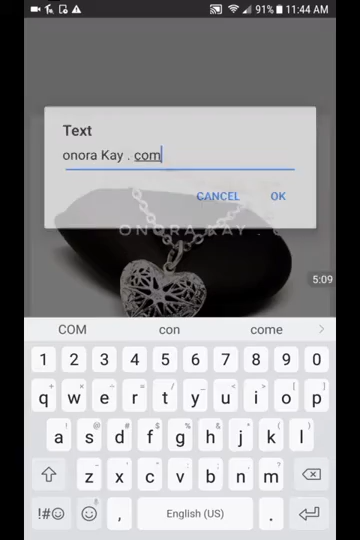 91% 11:44 AM
Text
onora Kay . com
CANCEL OK
ONORA KAY .
5:09
COM con come
1 2 3 4 5 6 7 8 9 0
q w e r t y u i o p
a s d f g h j k l
z x c v b n m
!#☺ , English (US) .